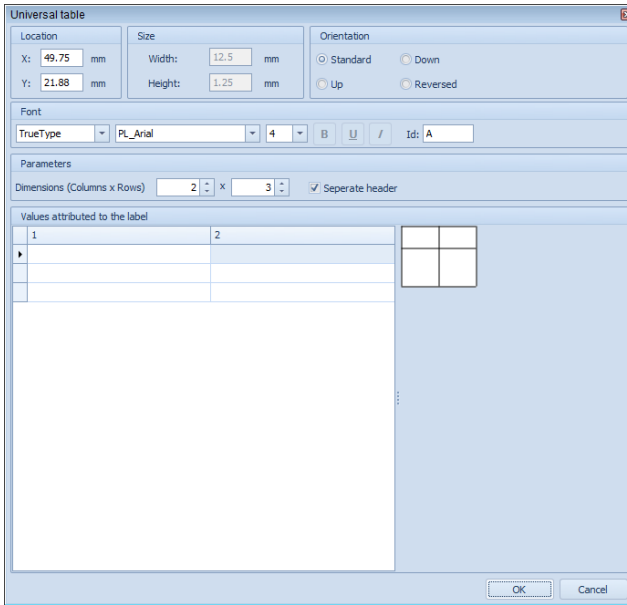 Universal table
Location
X: 49.75 mm
Y: 21.88 mm
Size
Width: 12.5 mm
Height: 1.25 mm
Orientation
Standard Down
Up Reversed
Font
TrueType PL_Arial 4 B U I Id: A
Parameters
Dimensions (Columns x Rows) 2 x 3 Seperate header
Values attributed to the label
1 2
OK Cancel